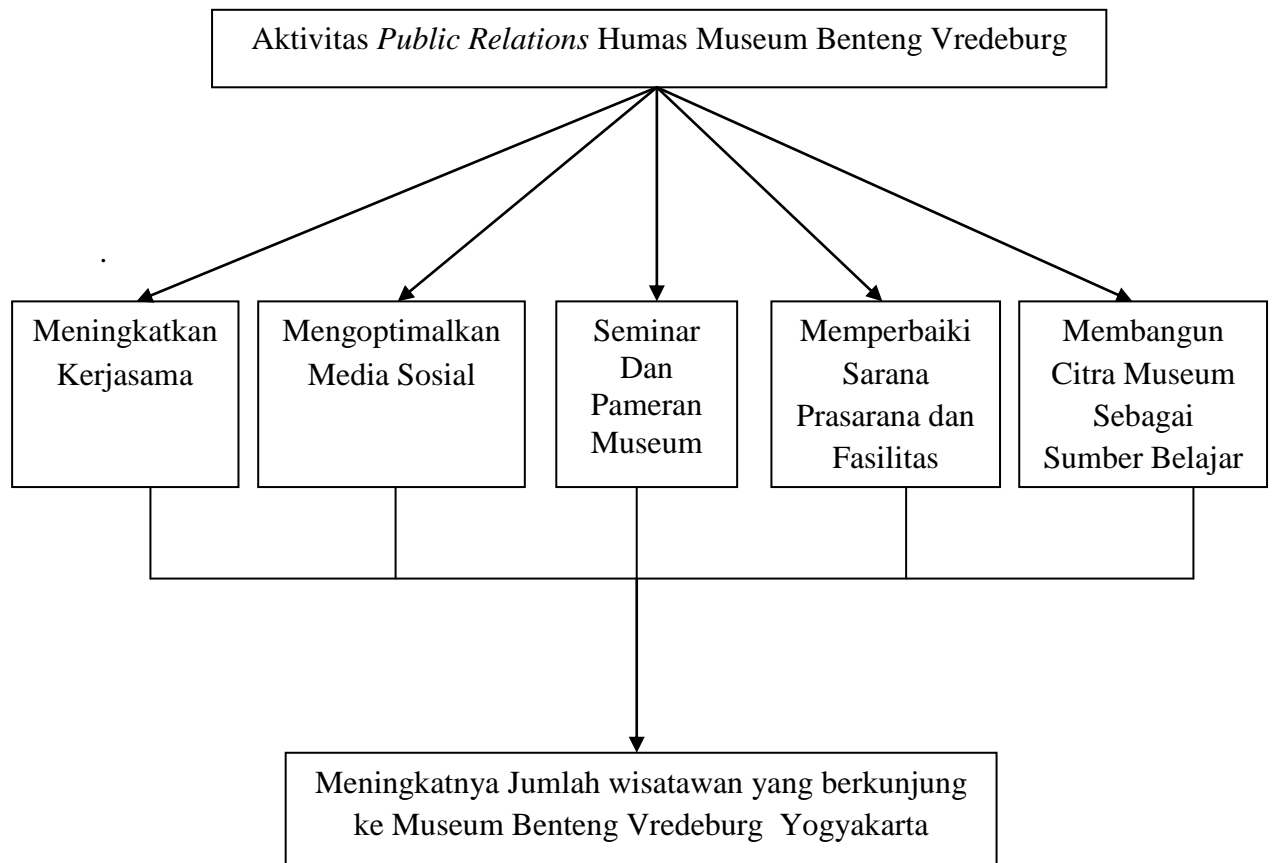 Aktivitas Public Relations Humas Museum Benteng Vredeburg
.
Meningkatkan
Kerjasama
Mengoptimalkan
Media Sosial
Seminar
Dan
Pameran
Museum
Memperbaiki
Sarana
Prasarana dan
Fasilitas
Membangun
Citra Museum
Sebagai
Sumber Belajar
Meningkatnya Jumlah wisatawan yang berkunjung
ke Museum Benteng Vredeburg Yogyakarta